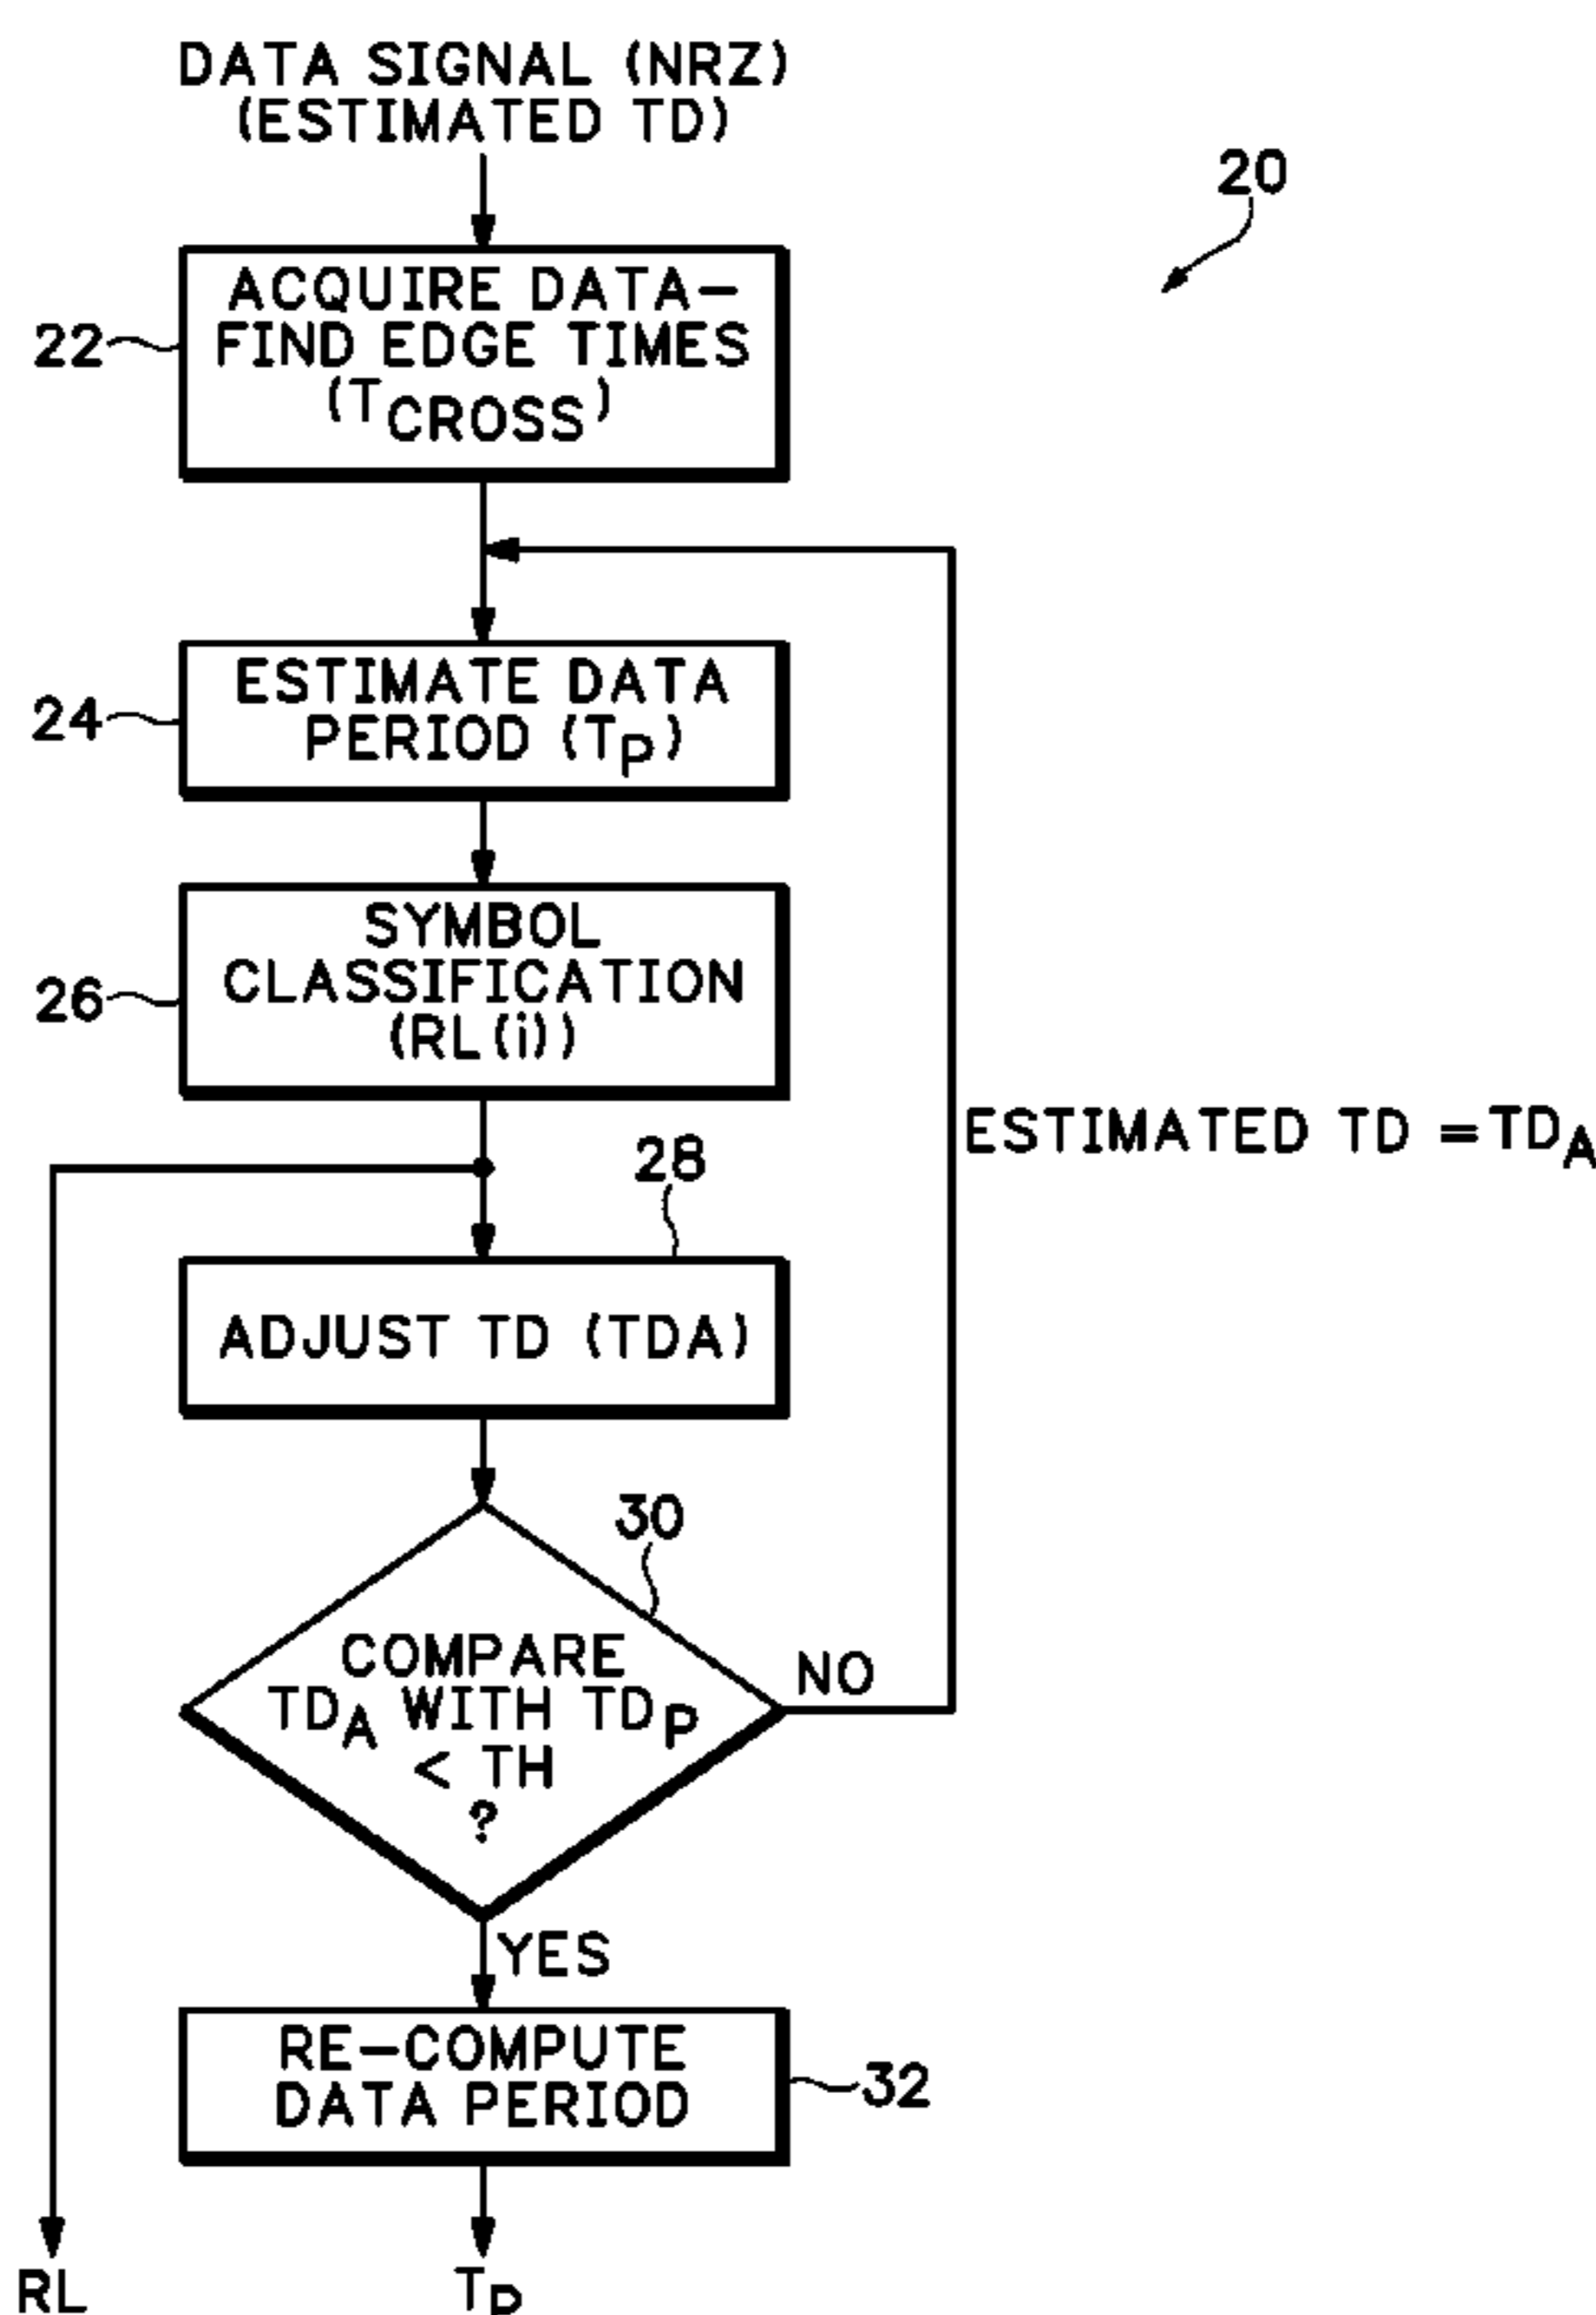 DATA SIGNAL (NRZ)
(ESTIMATED TD)
20
ACQUIRE DATA-
FIND EDGE TIMES
(TCROSS)
22
ESTIMATE DATA
PERIOD (TP)
24
SYMBOL
CLASSIFICATION
(RL(i))
26
ESTIMATED TD = TDA
28
ADJUST TD (TDA)
30
COMPARE
TDA WITH TDP
< TH
?
NO
YES
RE-COMPUTE
DATA PERIOD
32
RL
TP